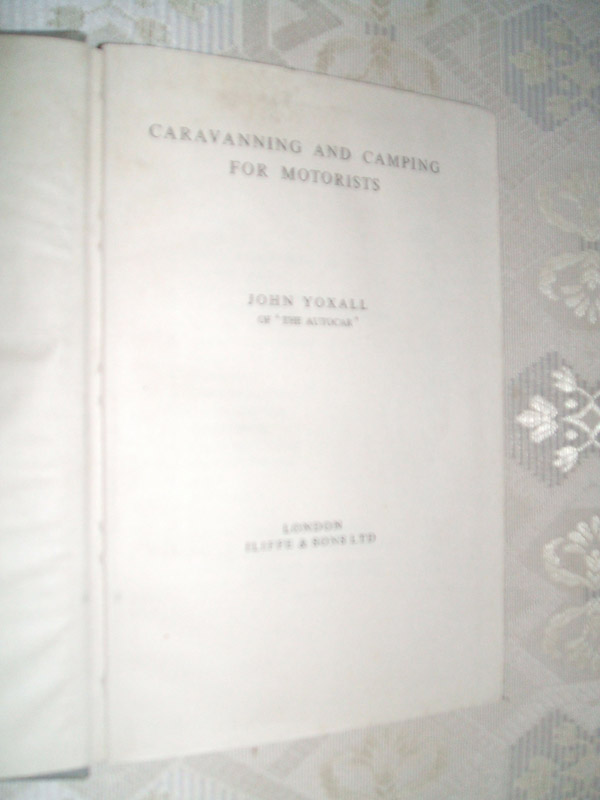 CARAVANNING AND CAMPING
FOR MOTORISTS
JOHN YOXALL
OF "THE AUTOCAR"
LONDON
ILIFFE & SONS LTD